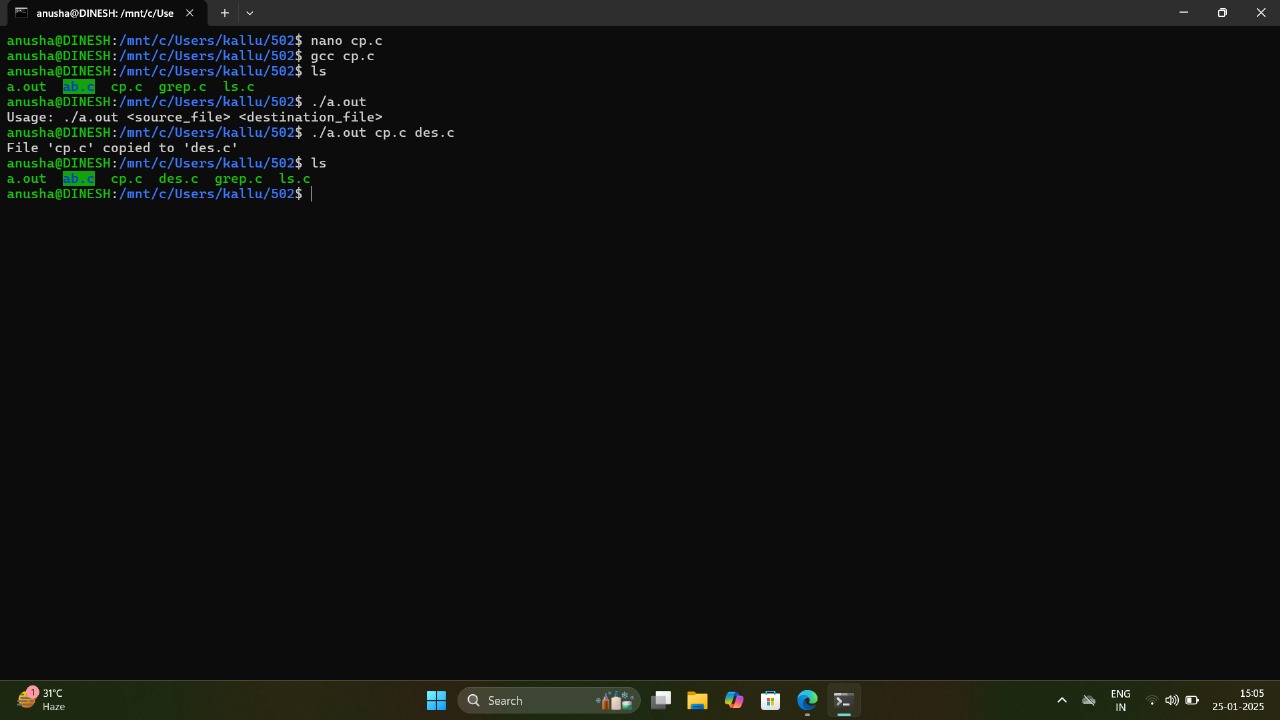 anusha@DINESH: /mnt/c/Use
anusha@DINESH:/mnt/c/Users/kallu/502$ nano cp.c
anusha@DINESH:/mnt/c/Users/kallu/502$ gcc cp.c
anusha@DINESH:/mnt/c/Users/kallu/502$ ls
a.out  ab.c  cp.c  grep.c  ls.c
anusha@DINESH:/mnt/c/Users/kallu/502$ ./a.out
Usage: ./a.out <source_file> <destination_file>
anusha@DINESH:/mnt/c/Users/kallu/502$ ./a.out cp.c des.c
File 'cp.c' copied to 'des.c'
anusha@DINESH:/mnt/c/Users/kallu/502$ ls
a.out  ab.c  cp.c  des.c  grep.c  ls.c
anusha@DINESH:/mnt/c/Users/kallu/502$
1
31°C
Haze
Search
ENG
IN
15:05
25-01-2025